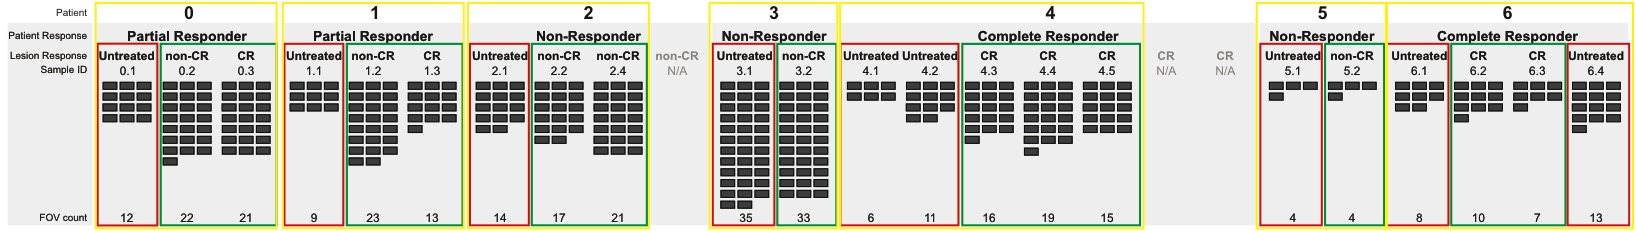 Patient 0 1 2 3 4 5 6
Patient Response Partial Responder Partial Responder Non-Responder Non-Responder Complete Responder Non-Responder Complete Responder
Lesion Response Untreated non-CR CR Untreated non-CR CR Untreated non-CR non-CR non-CR Untreated non-CR Untreated Untreated CR CR CR CR CR Untreated non-CR Untreated CR CR Untreated
Sample ID 0.1 0.2 0.3 1.1 1.2 1.3 2.1 2.2 2.4 N/A 3.1 3.2 4.1 4.2 4.3 4.4 4.5 N/A N/A 5.1 5.2 6.1 6.2 6.3 6.4
FOV count 12 22 21 9 23 13 14 17 21 35 33 6 11 16 19 15 4 4 8 10 7 13